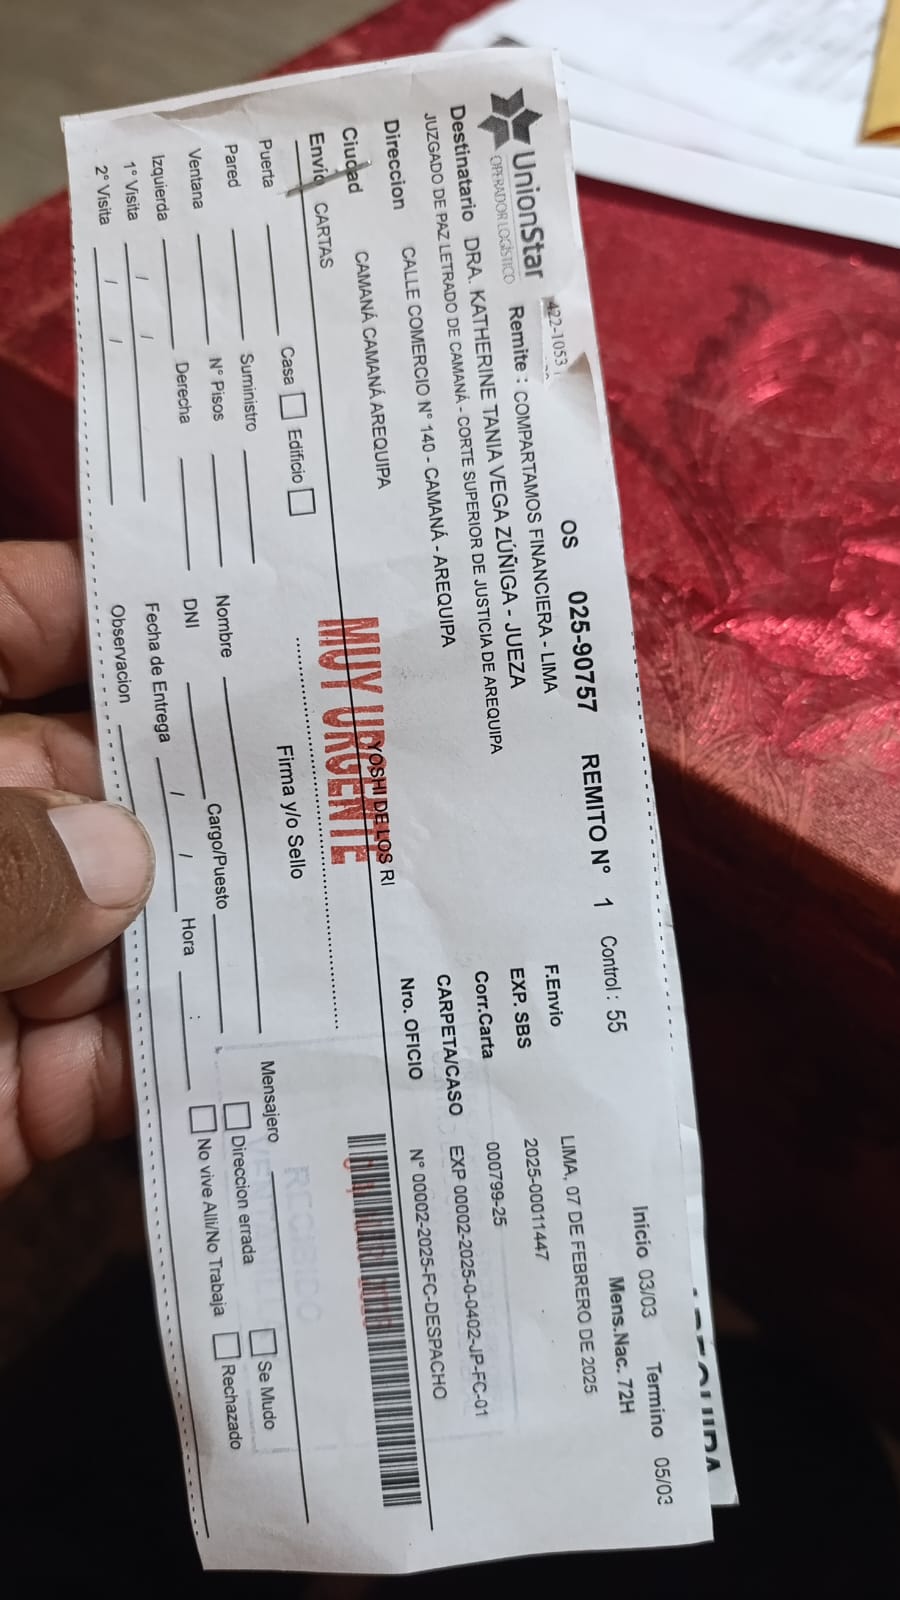 UnionStar
OPERADOR LOGÍSTICO
422-1053
OS 025-90757 REMITO N° 1 Control : 55
Inicio 03/03 Termino 05/03
Mens.Nac. 72H
Remite : COMPARTAMOS FINANCIERA - LIMA
F.Envio LIMA, 07 DE FEBRERO DE 2025
Destinatario DRA. KATHERINE TANIA VEGA ZÚÑIGA - JUEZA
EXP. SBS 2025-00011447
JUZGADO DE PAZ LETRADO DE CAMANÁ - CORTE SUPERIOR DE JUSTICIA DE AREQUIPA
Corr.Carta 000799-25
Direccion CALLE COMERCIO N° 140 - CAMANÁ - AREQUIPA
CARPETA/CASO EXP 00002-2025-0-0402-JP-FC-01
Ciudad CAMANÁ CAMANÁ AREQUIPA
Nro. OFICIO N° 00002-2025-FC-DESPACHO
Envio CARTAS
YOSHI DE LOS RI
MUY URGENTE
Puerta Casa Edificio
Firma y/o Sello
Mensajero
Pared Suministro
Nombre
Direccion errada Se Mudo
Ventana N° Pisos
DNI Cargo/Puesto
No vive Alli/No Trabaja Rechazado
Izquierda Derecha
Fecha de Entrega / / Hora :
1° Visita / /
Observacion
2° Visita / /
RECIBIDO